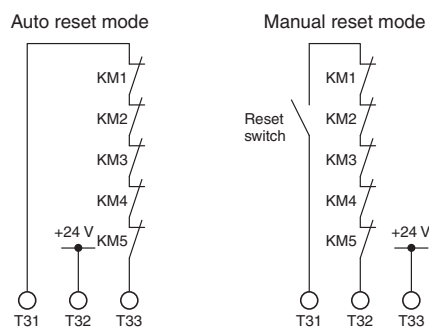 Auto reset mode
KM1
KM2
KM3
KM4
KM5
+24 V
T31
T32
T33
Manual reset mode
Reset
switch
KM1
KM2
KM3
KM4
KM5
+24 V
T31
T32
T33